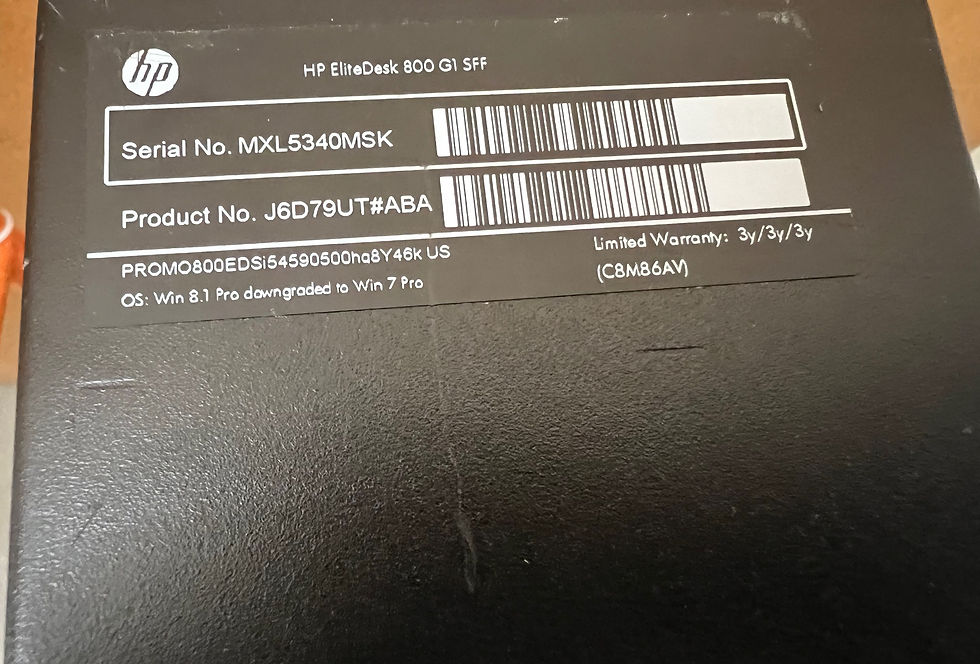 hp
HP EliteDesk 800 G1 SFF
Serial No. MXL5340MSK
Product No. J6D79UT#ABA
PROMO800EDSi54590500ha8Y46k US
Limited Warranty: 3y/3y/3y
OS: Win 8.1 Pro downgraded to Win 7 Pro
(C8M86AV)